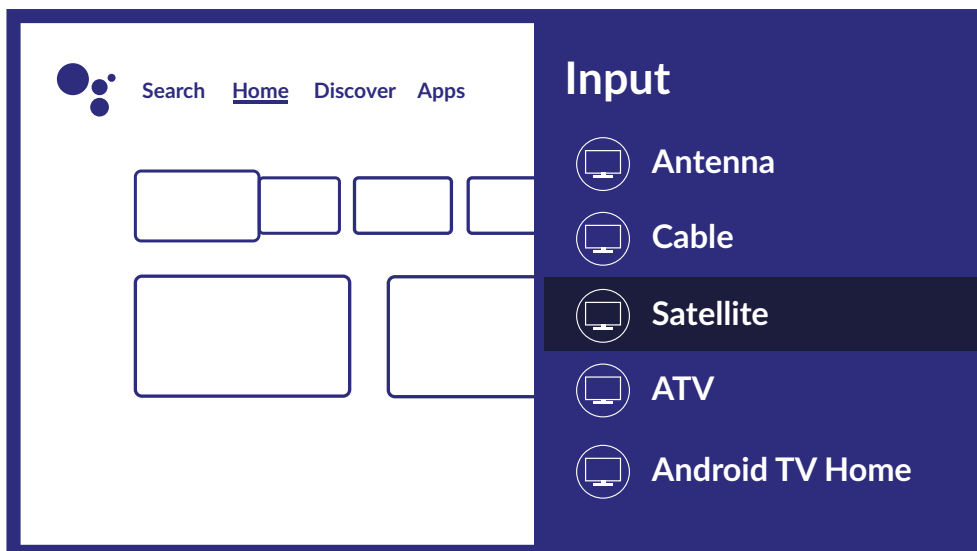 Search Home Discover Apps
Input
Antenna
Cable
Satellite
ATV
Android TV Home